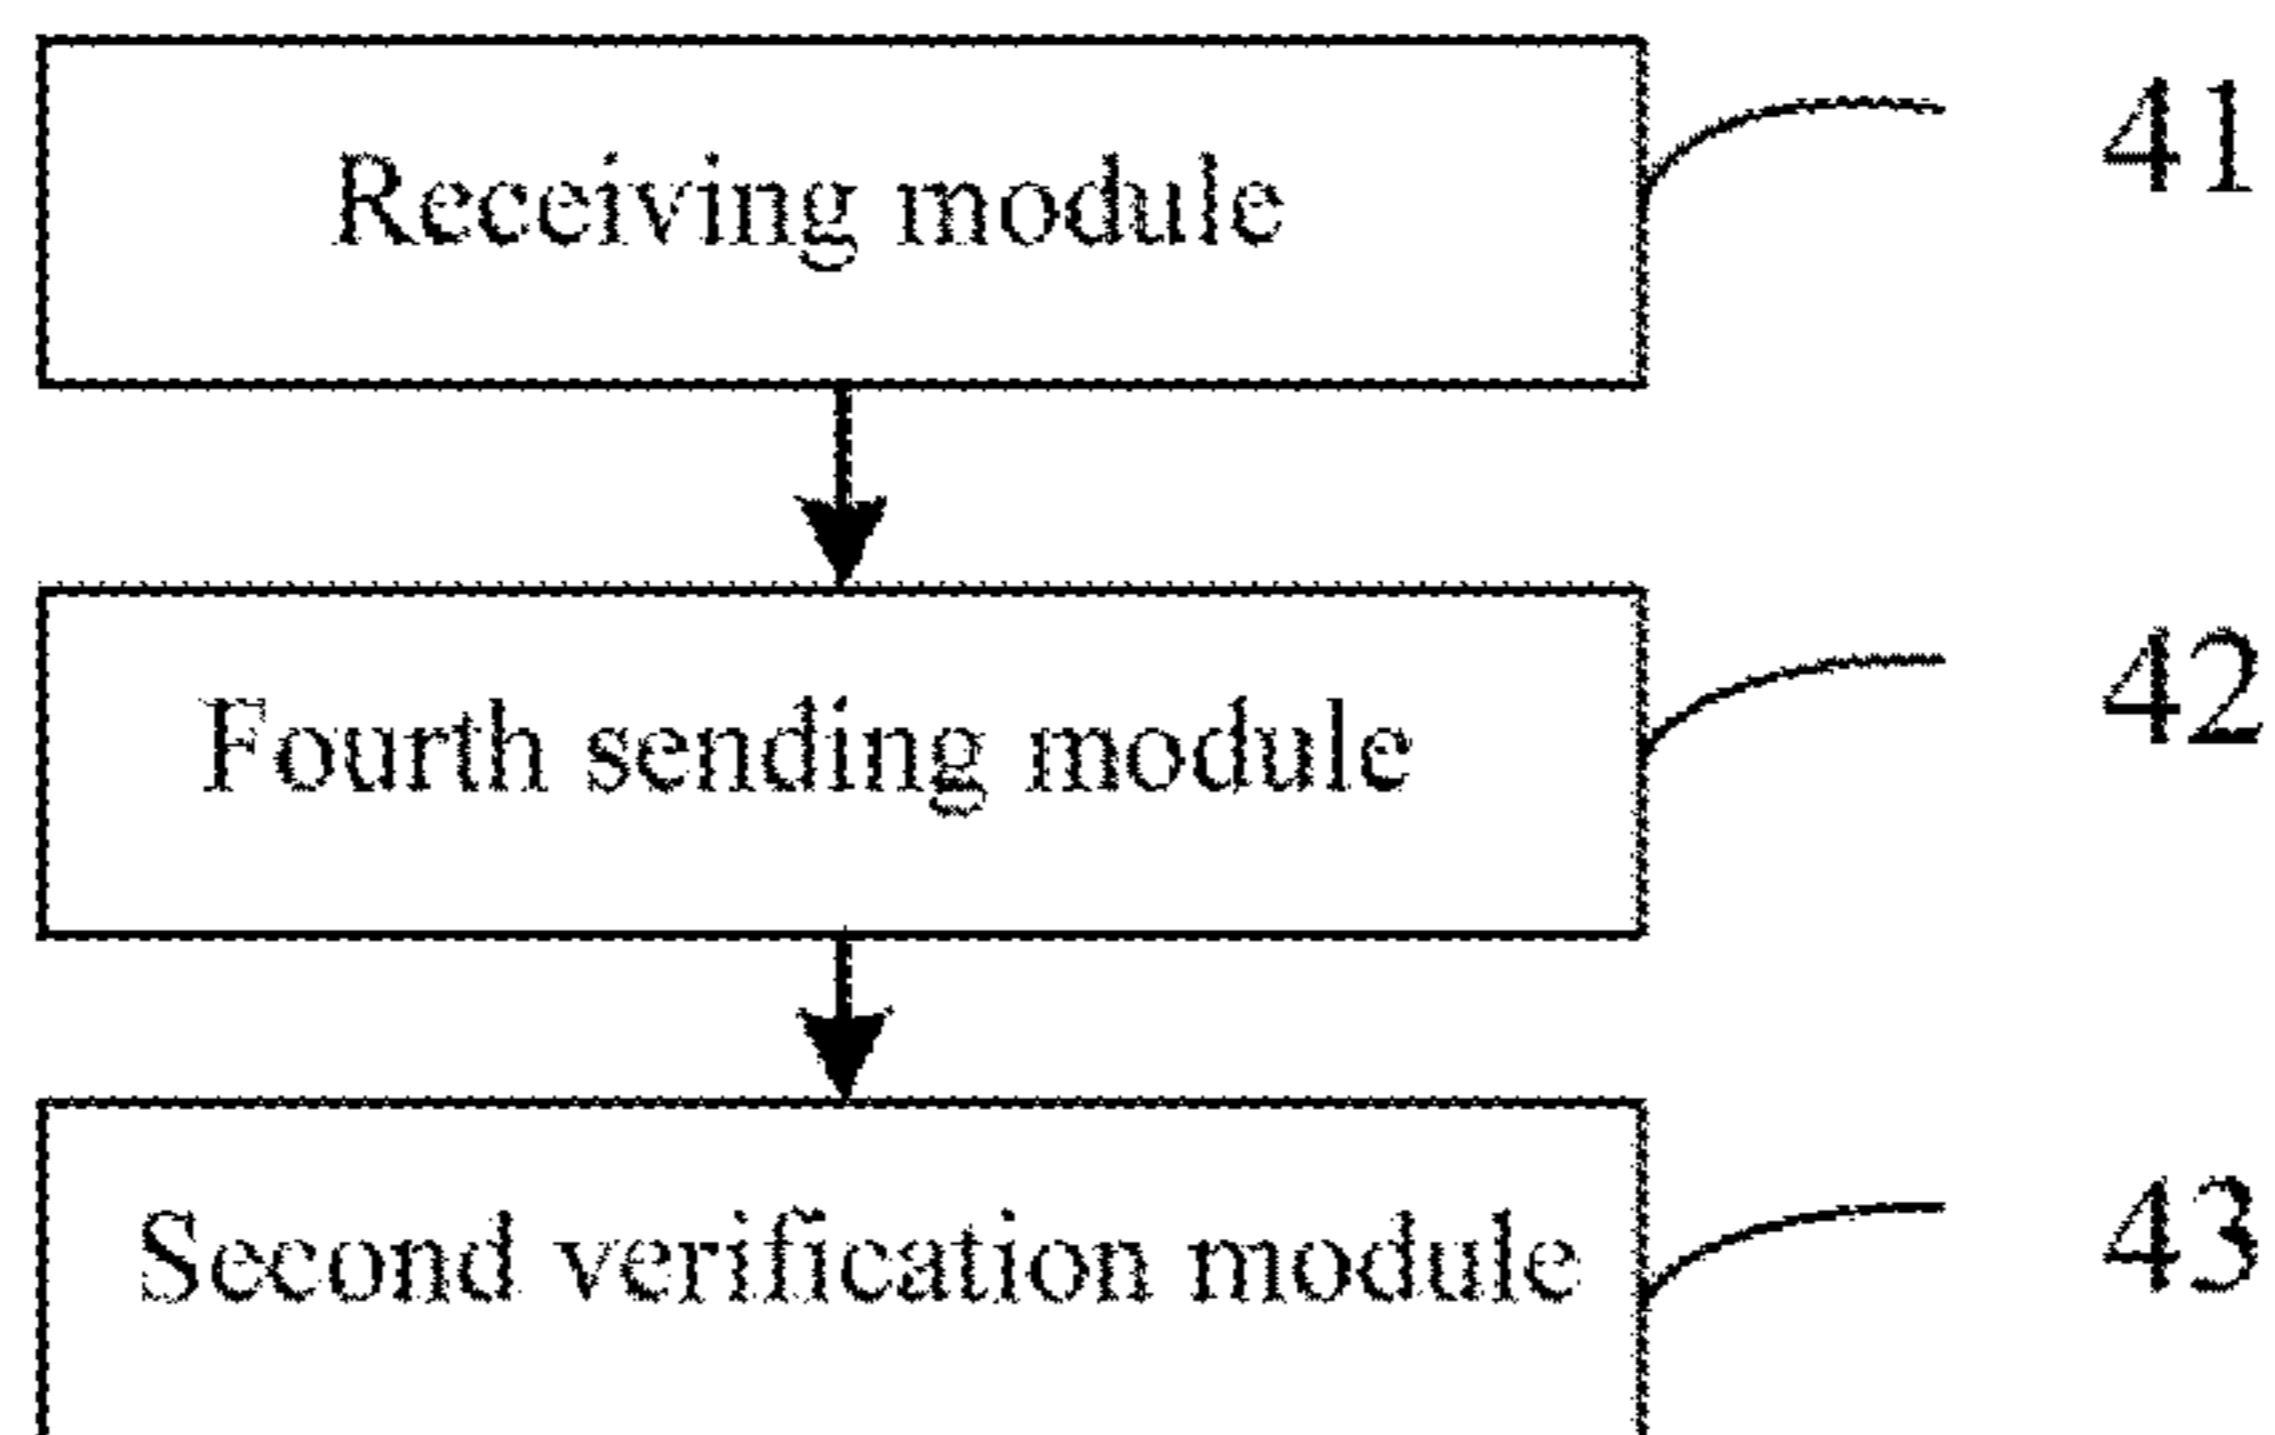 Receiving module
41
Fourth sending module
42
Second verification module
43